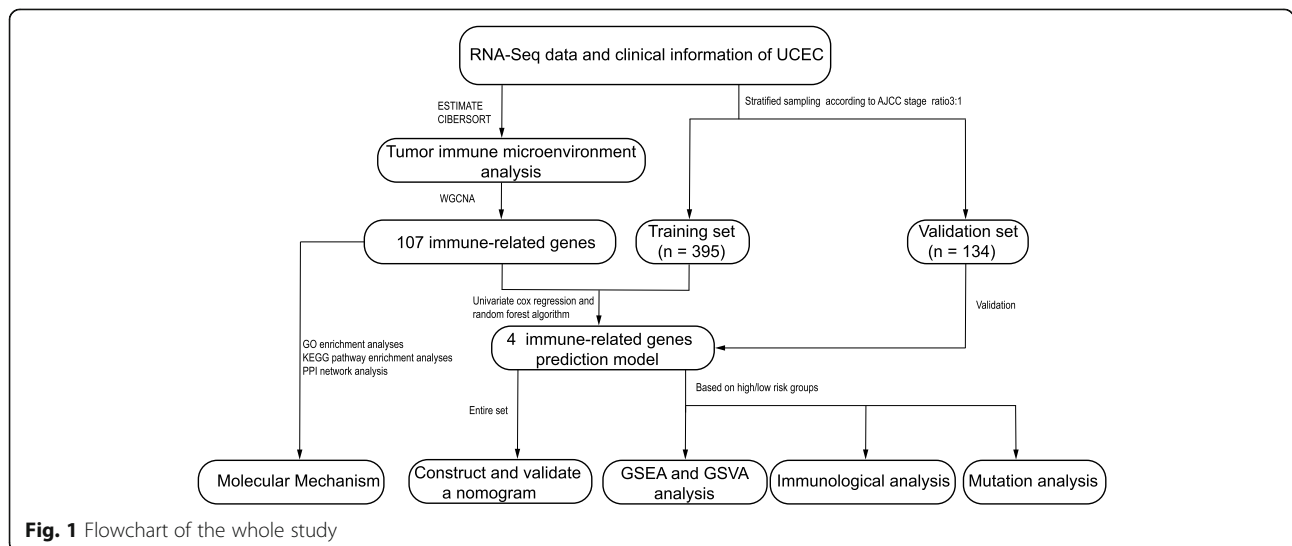 RNA-Seq data and clinical information of UCEC
ESTIMATE
CIBERSORT
Stratified sampling according to AJCC stage ratio3:1
Tumor immune microenvironment
analysis
WGCNA
107 immune-related genes
Training set
(n = 395)
Validation set
(n = 134)
Univariate cox regression and
random forest algorithm
Validation
GO enrichment analyses
KEGG pathway enrichment analyses
PPI network analysis
4 immune-related genes
prediction model
Based on high/low risk groups
Entire set
Molecular Mechanism
Construct and validate
a nomogram
GSEA and GSVA
analysis
Immunological analysis
Mutation analysis
Fig. 1 Flowchart of the whole study